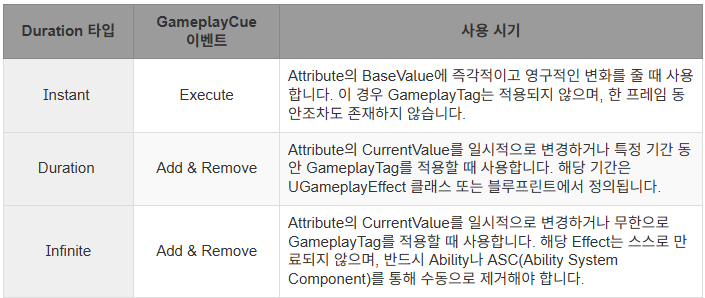 Duration 타입
GameplayCue
이벤트
사용 시기
Instant
Execute
Attribute의 BaseValue에 즉각적이고 영구적인 변화를 줄 때 사용
합니다. 이 경우 GameplayTag는 적용되지 않으며, 한 프레임 동
안조차도 존재하지 않습니다.
Duration
Add & Remove
Attribute의 CurrentValue를 일시적으로 변경하거나 특정 기간 동
안 GameplayTag를 적용할 때 사용합니다. 해당 기간은
UGameplayEffect 클래스 또는 블루프린트에서 정의됩니다.
Infinite
Add & Remove
Attribute의 CurrentValue를 일시적으로 변경하거나 무한으로
GameplayTag를 적용할 때 사용합니다. 해당 Effect는 스스로 만
료되지 않으며, 반드시 Ability나 ASC(Ability System
Component)를 통해 수동으로 제거해야 합니다.